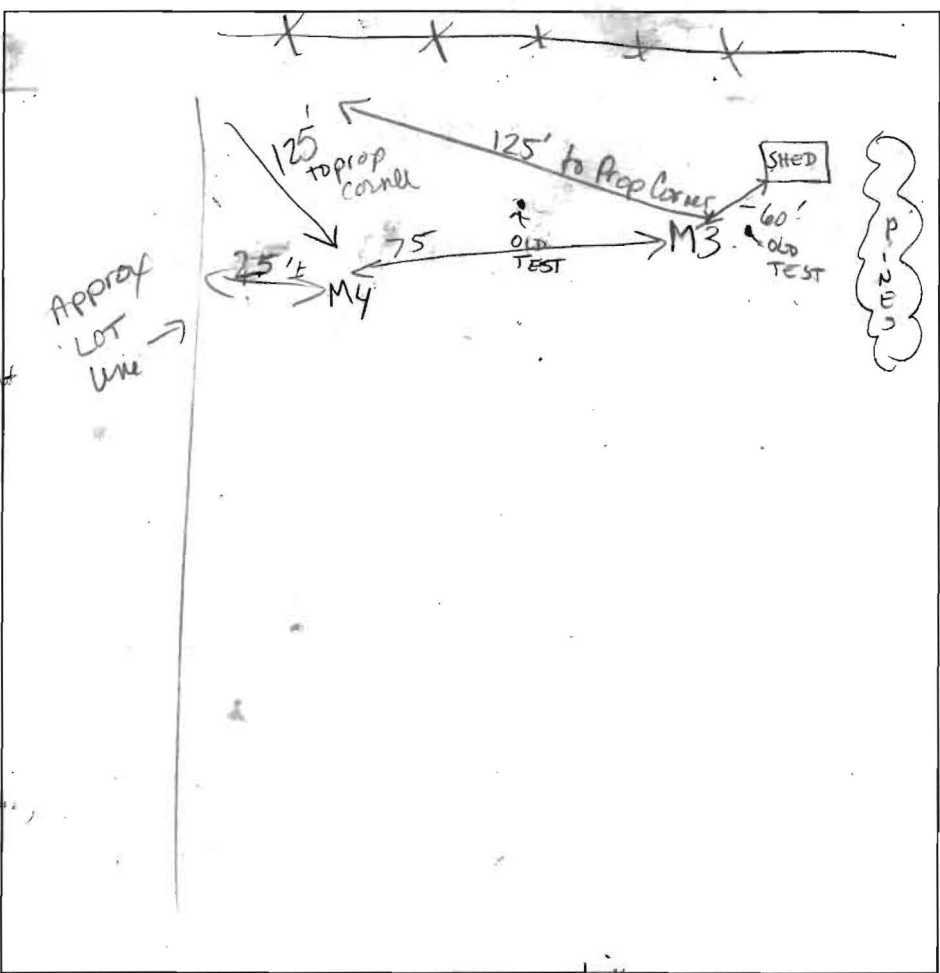 125'
to prop
corner
125' to Prop Corner
SHED
60'
OLD
TEST
M3
75
OLD
TEST
25'±
M4
Approx
LOT
Line
PINES